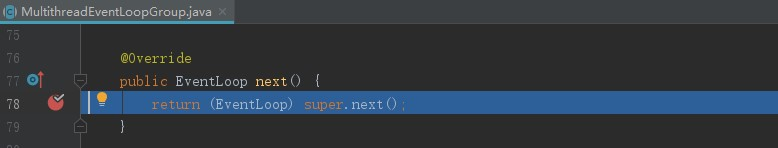 MultithreadEventLoopGroup.java
75
76 @Override
77 public EventLoop next() {
78 return (EventLoop) super.next();
79 }